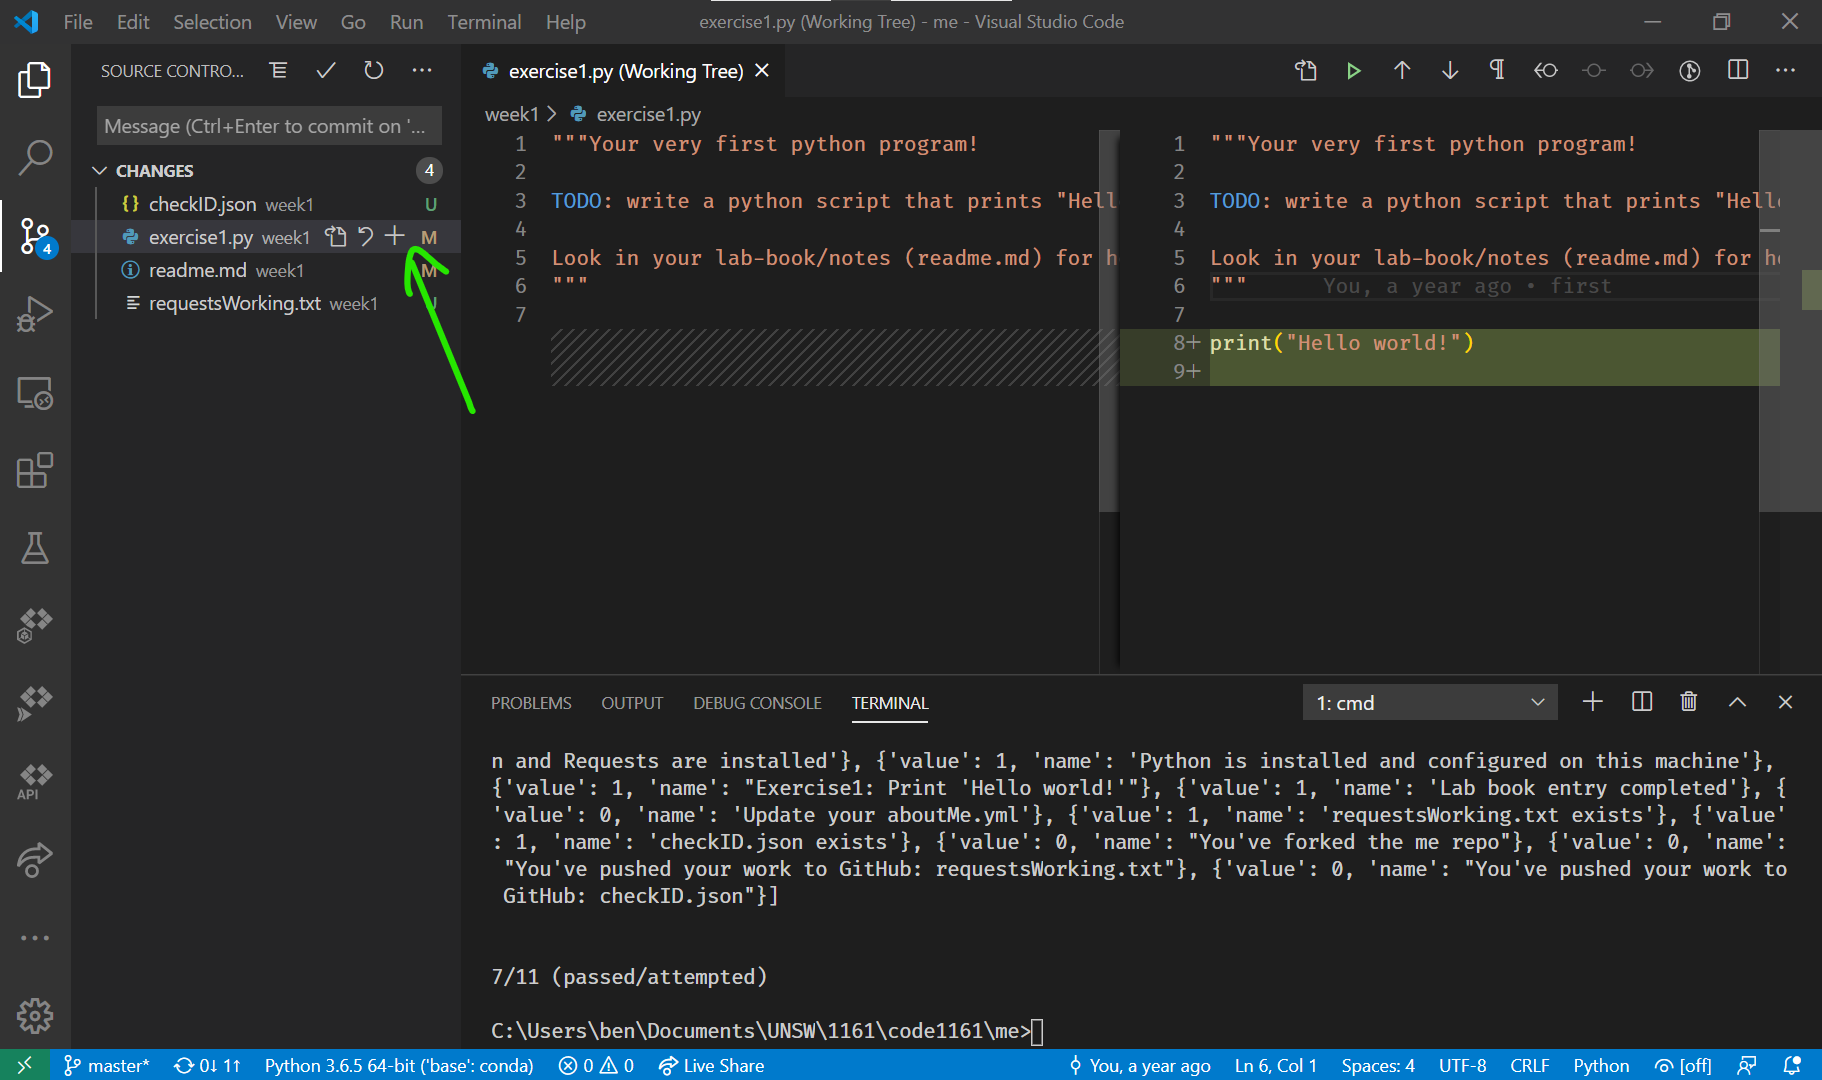 File Edit Selection View Go Run Terminal Help
exercise1.py (Working Tree) - me - Visual Studio Code
SOURCE CONTRO...
Message (Ctrl+Enter to commit on '...
CHANGES 4
checkID.json week1 U
exercise1.py week1 M
readme.md week1 M
requestsWorking.txt week1 U
4
API
exercise1.py (Working Tree)
week1 > exercise1.py
1 """Your very first python program!
2
3 TODO: write a python script that prints "Hell
4
5 Look in your lab-book/notes (readme.md) for h
6 """
7
1 """Your very first python program!
2
3 TODO: write a python script that prints "Hell
4
5 Look in your lab-book/notes (readme.md) for h
6 """ You, a year ago • first
7
8+ print("Hello world!")
9+
PROBLEMS OUTPUT DEBUG CONSOLE TERMINAL
1: cmd
n and Requests are installed'}, {'value': 1, 'name': 'Python is installed and configured on this machine'},
{'value': 1, 'name': "Exercise1: Print 'Hello world!'"}, {'value': 1, 'name': 'Lab book entry completed'}, {
'value': 0, 'name': 'Update your aboutMe.yml'}, {'value': 1, 'name': 'requestsWorking.txt exists'}, {'value'
: 1, 'name': 'checkID.json exists'}, {'value': 0, 'name': "You've forked the me repo"}, {'value': 0, 'name':
"You've pushed your work to GitHub: requestsWorking.txt"}, {'value': 0, 'name': "You've pushed your work to
GitHub: checkID.json"}]
7/11 (passed/attempted)
C:\Users\ben\Documents\UNSW\1161\code1161\me>
master* 0↓ 1↑ Python 3.6.5 64-bit ('base': conda) 0 0 Live Share You, a year ago Ln 6, Col 1 Spaces: 4 UTF-8 CRLF Python [off]